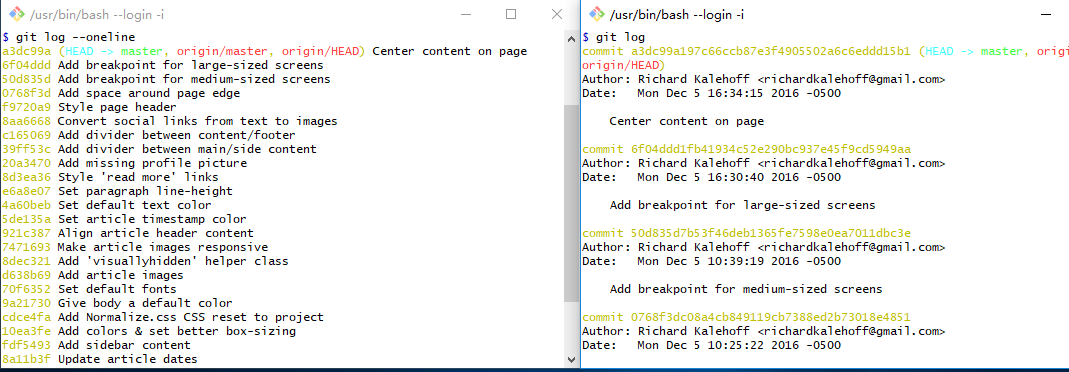 /usr/bin/bash --login -i
$ git log --oneline
a3dc99a (HEAD -> master, origin/master, origin/HEAD) Center content on page
6f04ddd Add breakpoint for large-sized screens
50d835d Add breakpoint for medium-sized screens
0768f3d Add space around page edge
f9720a9 Style page header
8aa6668 Convert social links from text to images
c165069 Add divider between content/footer
39ff53c Add divider between main/side content
20a3470 Add missing profile picture
8d3ea36 Style 'read more' links
e6a8e07 Set paragraph line-height
4a60beb Set default text color
5de135a Set article timestamp color
921c387 Align article header content
7471693 Make article images responsive
8dec321 Add 'visuallyhidden' helper class
d638b69 Add article images
70f6352 Set default fonts
9a21730 Give body a default color
cdce4fa Add Normalize.css CSS reset to project
10ea3fe Add colors & set better box-sizing
fdf5493 Add sidebar content
8a11b3f Update article dates
/usr/bin/bash --login -i
$ git log
commit a3dc99a197c66ccb87e3f4905502a6c6eddd15b1 (HEAD -> master, orig
origin/HEAD)
Author: Richard Kalehoff <richardkalehoff@gmail.com>
Date:   Mon Dec 5 16:34:15 2016 -0500
Center content on page
commit 6f04ddd1fb41934c52e290bc937e45f9cd5949aa
Author: Richard Kalehoff <richardkalehoff@gmail.com>
Date:   Mon Dec 5 16:30:40 2016 -0500
Add breakpoint for large-sized screens
commit 50d835d7b53f46deb1365fe7598e0ea7011dbc3e
Author: Richard Kalehoff <richardkalehoff@gmail.com>
Date:   Mon Dec 5 10:39:19 2016 -0500
Add breakpoint for medium-sized screens
commit 0768f3dc08a4cb849119cb7388ed2b73018e4851
Author: Richard Kalehoff <richardkalehoff@gmail.com>
Date:   Mon Dec 5 10:25:22 2016 -0500